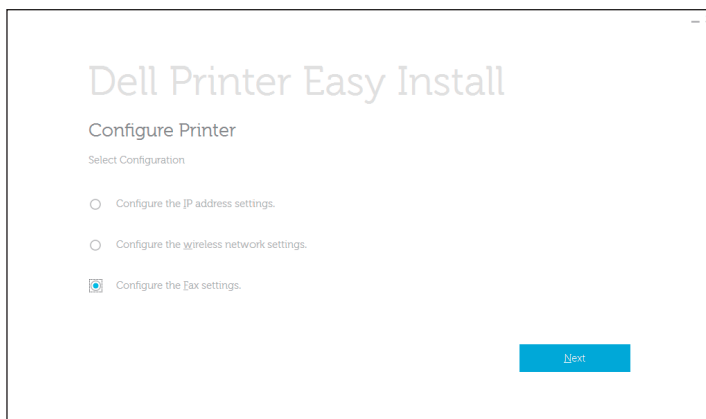 Dell Printer Easy Install
Configure Printer
Select Configuration
Configure the IP address settings.
Configure the wireless network settings.
Configure the Fax settings.
Next